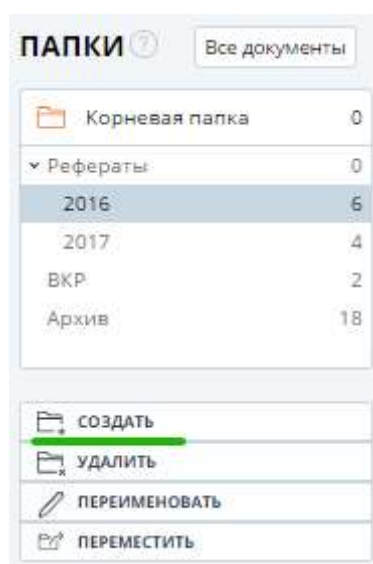 ПАПКИ ? Все документы
Корневая папка 0
Рефераты 0
2016 6
2017 4
ВКР 2
Архив 18
СОЗДАТЬ
УДАЛИТЬ
ПЕРЕИМЕНОВАТЬ
ПЕРЕМЕСТИТЬ